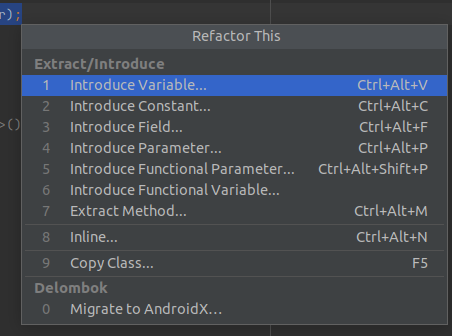 r);
Refactor This
Extract/Introduce
1 Introduce Variable... Ctrl+Alt+V
2 Introduce Constant... Ctrl+Alt+C
3 Introduce Field... Ctrl+Alt+F
>()
4 Introduce Parameter... Ctrl+Alt+P
5 Introduce Functional Parameter... Ctrl+Alt+Shift+P
6 Introduce Functional Variable...
7 Extract Method... Ctrl+Alt+M
8 Inline... Ctrl+Alt+N
9 Copy Class... F5
Delombok
0 Migrate to AndroidX...